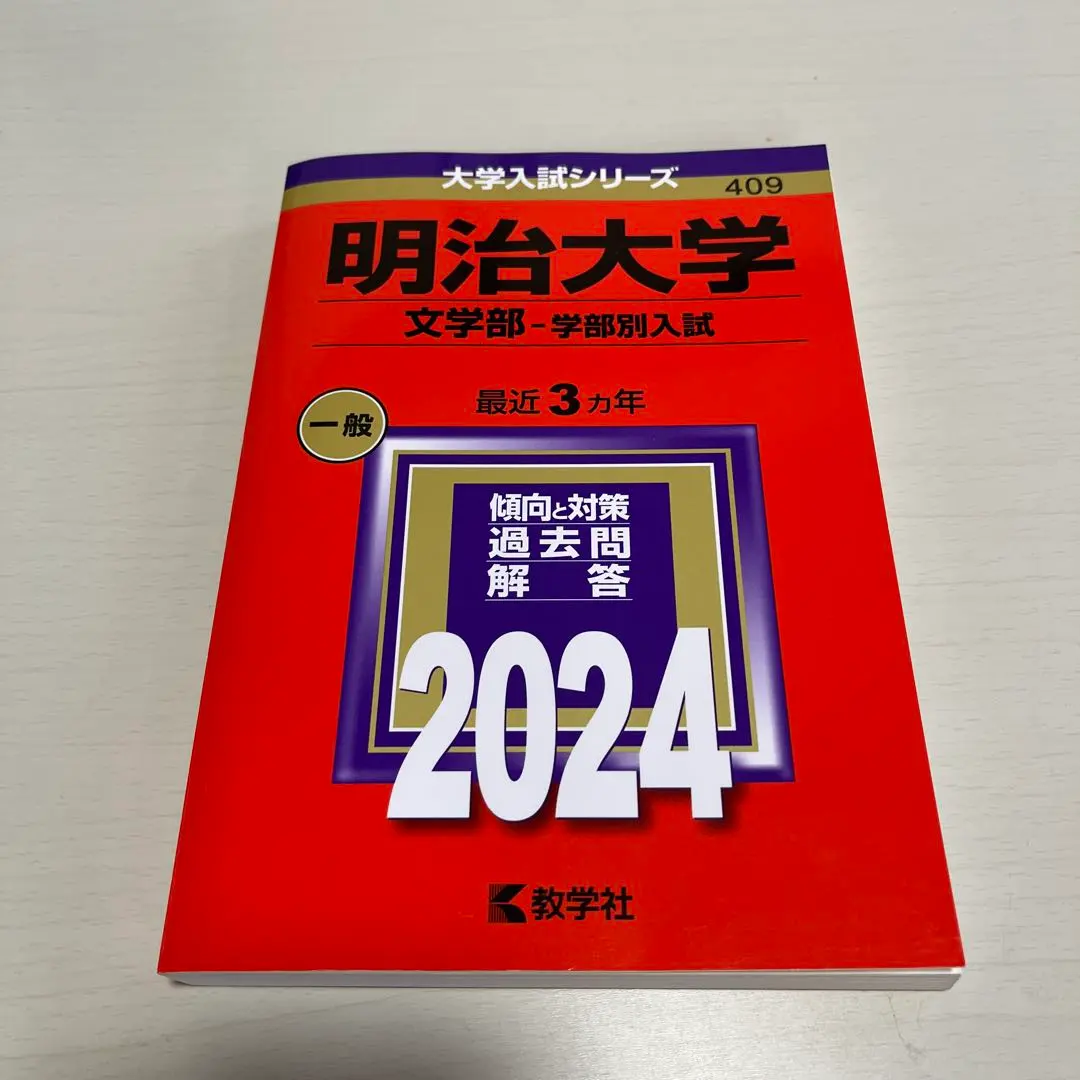 大学入試シリーズ
409
明治大学
文学部-学部別入試
最近3カ年
一般
傾向と対策
過去問
解答
2024
教学社